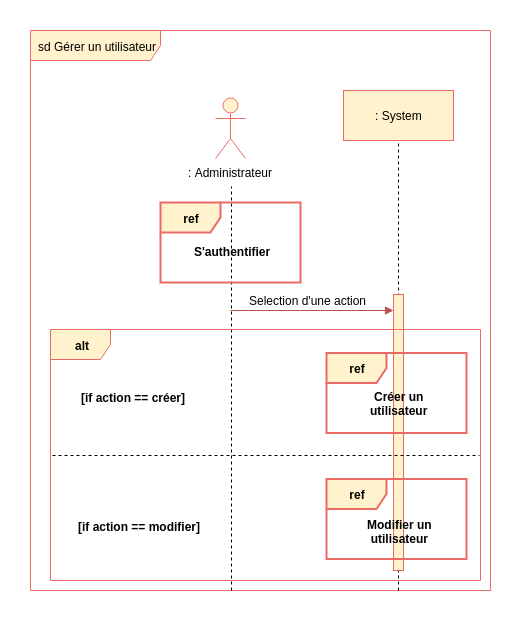 sd Gérer un utilisateur
: System
: Administrateur
ref
S'authentifier
Selection d'une action
alt
ref
[if action == créer]
Créer un
utilisateur
ref
[if action == modifier]
Modifier un
utilisateur